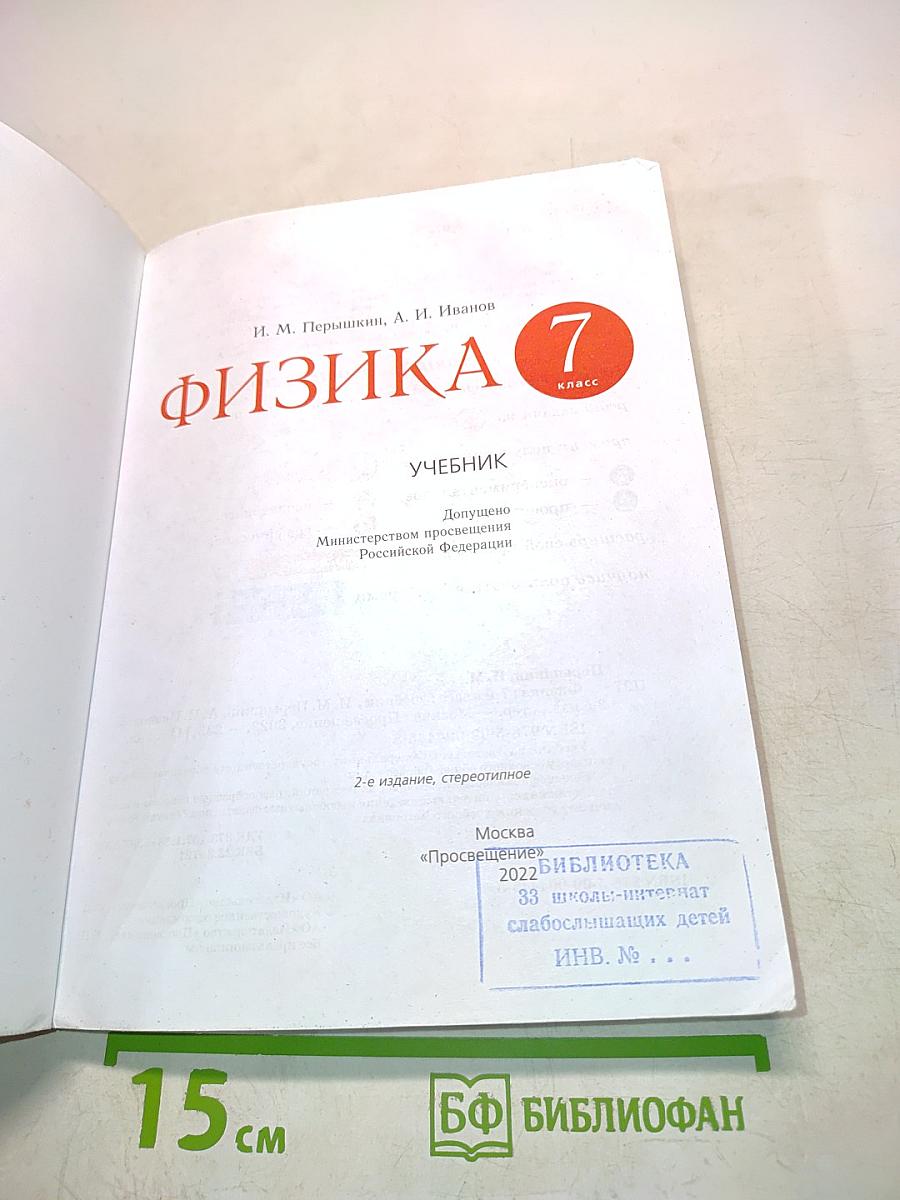 И. М. Перышкин, А. И. Иванов
ФИЗИКА 7
класс
УЧЕБНИК
Допущено
Министерством просвещения
Российской Федерации
2-е издание, стереотипное
Москва
«Просвещение»
2022
БИБЛИОТЕКА
33 школы-интернат
слабослышащих детей
ИНВ. № . . .
15 см
БФ БИБЛИОФАН